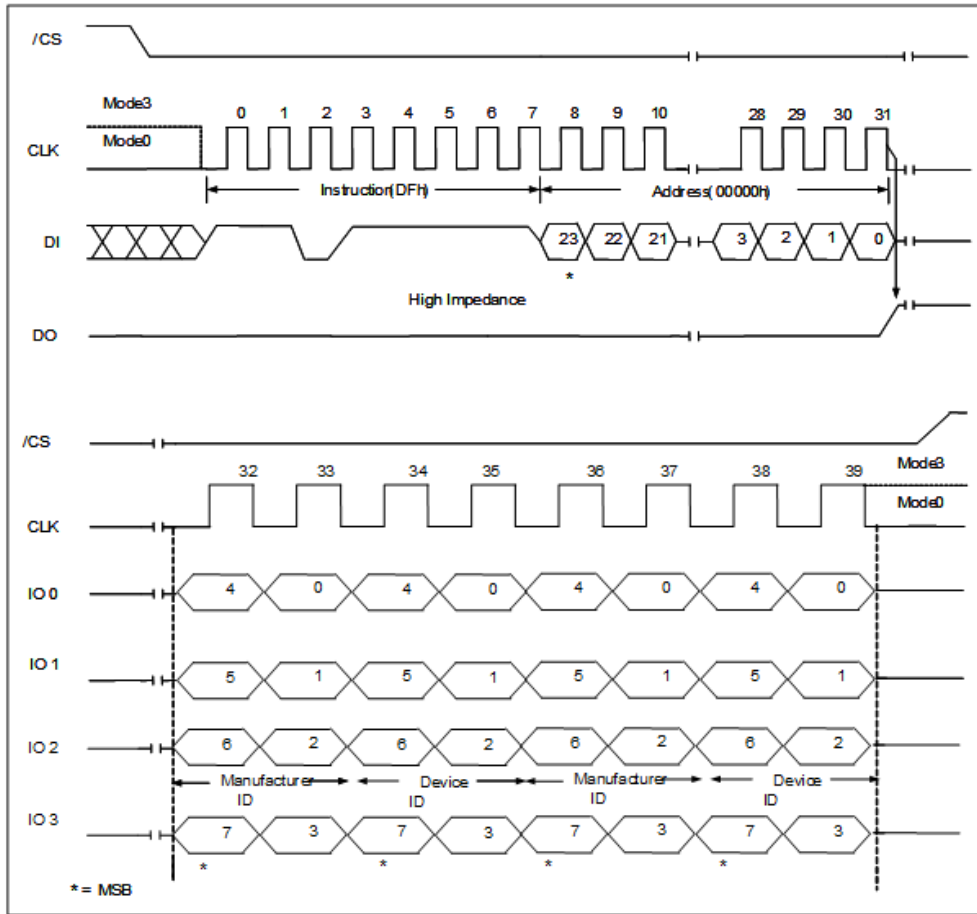 /CS
Mode3
0 1 2 3 4 5 6 7 8 9 10 28 29 30 31
Mode0
CLK
Instruction(DFh) Address(00000h)
DI 23 22 21 3 2 1 0
*
High Impedance
DO
/CS
32 33 34 35 36 37 38 39 Mode3
Mode0
CLK
IO 0 4 0 4 0 4 0 4 0
IO 1 5 1 5 1 5 1 5 1
IO 2 6 2 6 2 6 2 6 2
Manufacturer Device Manufacturer Device
ID ID ID ID
IO 3 7 3 7 3 7 3 7 3
* * * *
* = MSB